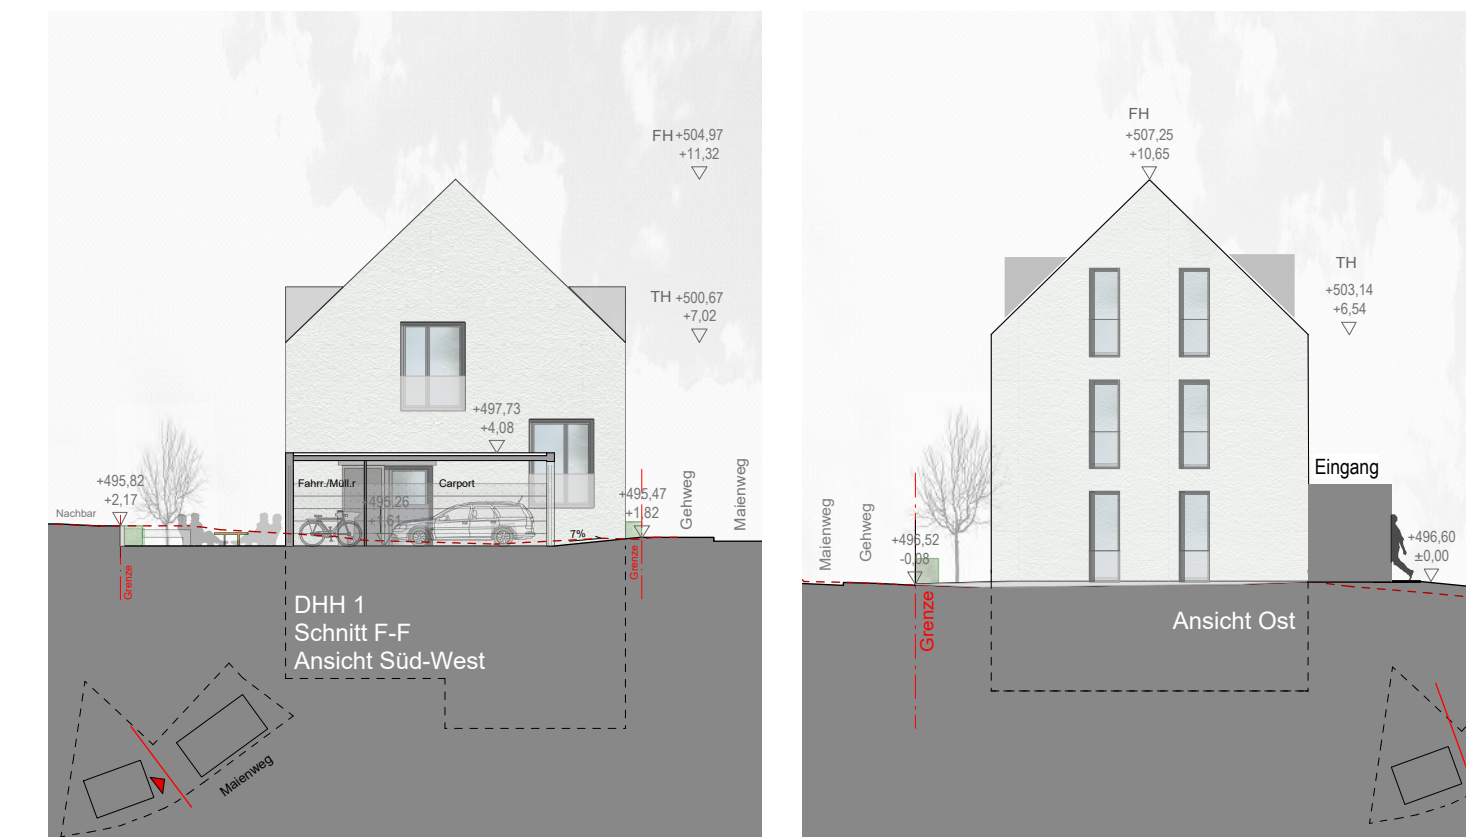 FH +504,97
+11,32
TH +500,67
+7,02
+497,73
+4,08
+495,82
+2,17
Nachbar
Fahrr./Müll.r
Carport
+495,26
+1,61
7%
+495,47
+1,82
Gehweg
Maienweg
Grenze
Grenze
DHH 1
Schnitt F-F
Ansicht Süd-West
Maienweg
FH
+507,25
+10,65
TH
+503,14
+6,54
Eingang
Maienweg
Gehweg
+496,52
-0,08
Grenze
+496,60
±0,00
Ansicht Ost